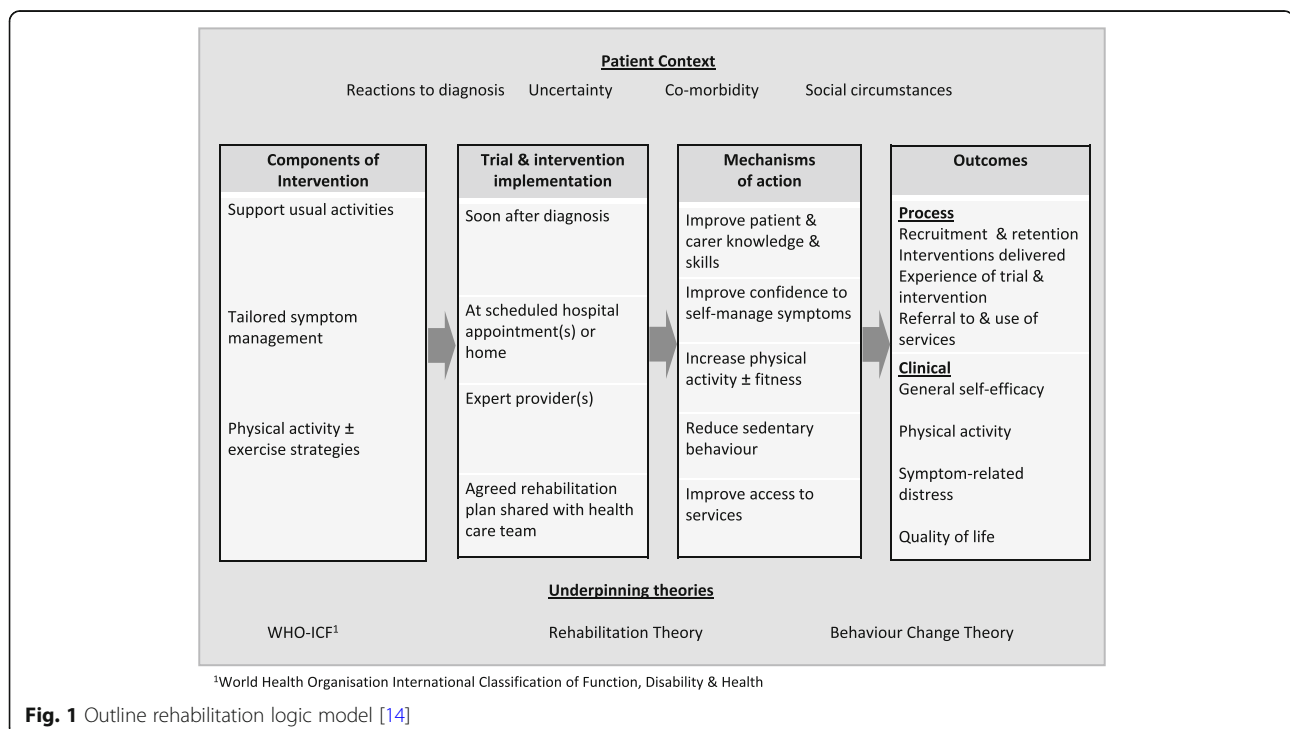 Patient Context
Reactions to diagnosis Uncertainty Co-morbidity Social circumstances
Components of
Intervention
Support usual activities
Tailored symptom
management
Physical activity ±
exercise strategies
Trial & intervention
implementation
Soon after diagnosis
At scheduled hospital
appointment(s) or
home
Expert provider(s)
Agreed rehabilitation
plan shared with health
care team
Mechanisms
of action
Improve patient &
carer knowledge &
skills
Improve confidence to
self-manage symptoms
Increase physical
activity ± fitness
Reduce sedentary
behaviour
Improve access to
services
Outcomes
Process
Recruitment & retention
Interventions delivered
Experience of trial &
intervention
Referral to & use of
services
Clinical
General self-efficacy
Physical activity
Symptom-related
distress
Quality of life
Underpinning theories
WHO-ICF¹ Rehabilitation Theory Behaviour Change Theory
¹World Health Organisation International Classification of Function, Disability & Health
Fig. 1 Outline rehabilitation logic model [14]